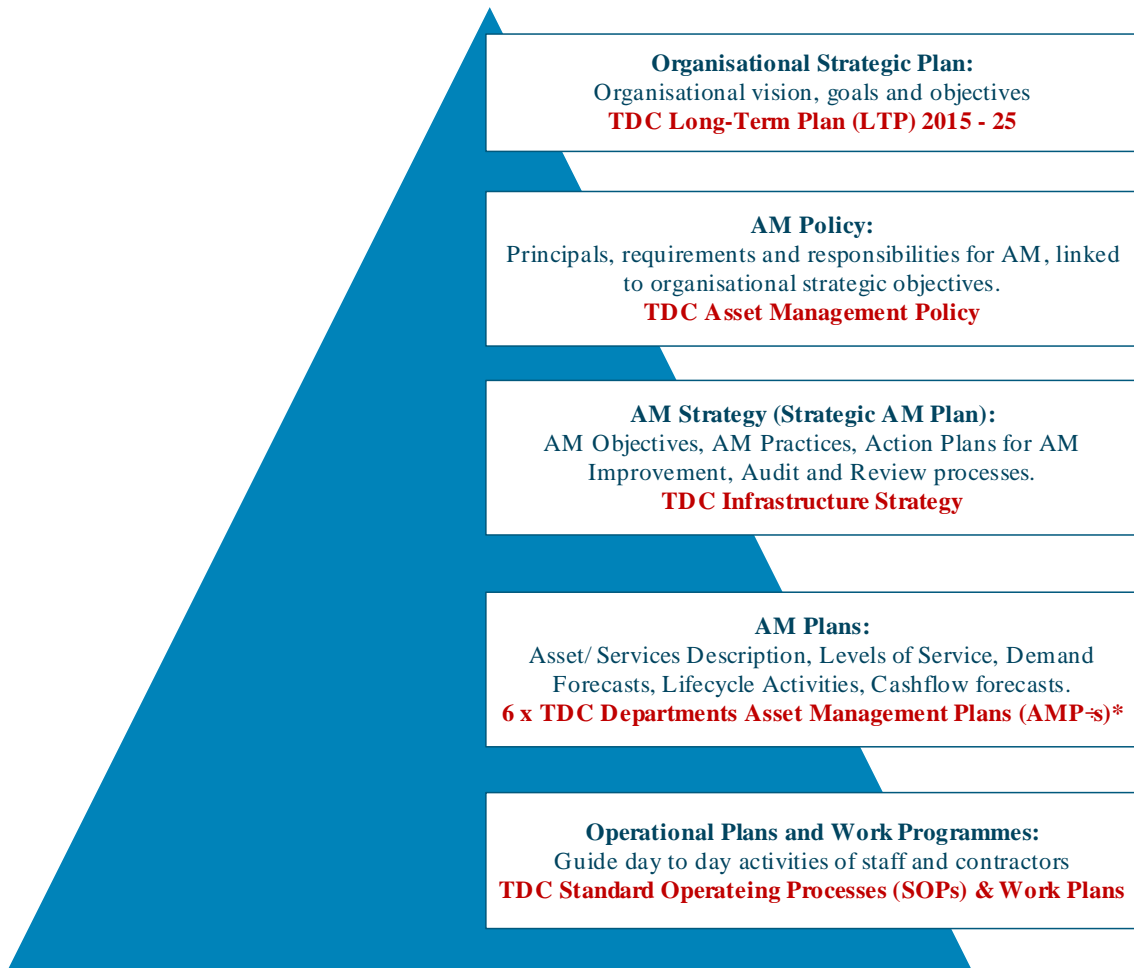 Organisational Strategic Plan:
Organisational vision, goals and objectives
TDC Long-Term Plan (LTP) 2015 - 25
AM Policy:
Principals, requirements and responsibilities for AM, linked
to organisational strategic objectives.
TDC Asset Management Policy
AM Strategy (Strategic AM Plan):
AM Objectives, AM Practices, Action Plans for AM
Improvement, Audit and Review processes.
TDC Infrastructure Strategy
AM Plans:
Asset/ Services Description, Levels of Service, Demand
Forecasts, Lifecycle Activities, Cashflow forecasts.
6 x TDC Departments Asset Management Plans (AMP÷s)*
Operational Plans and Work Programmes:
Guide day to day activities of staff and contractors
TDC Standard Operateing Processes (SOPs) & Work Plans